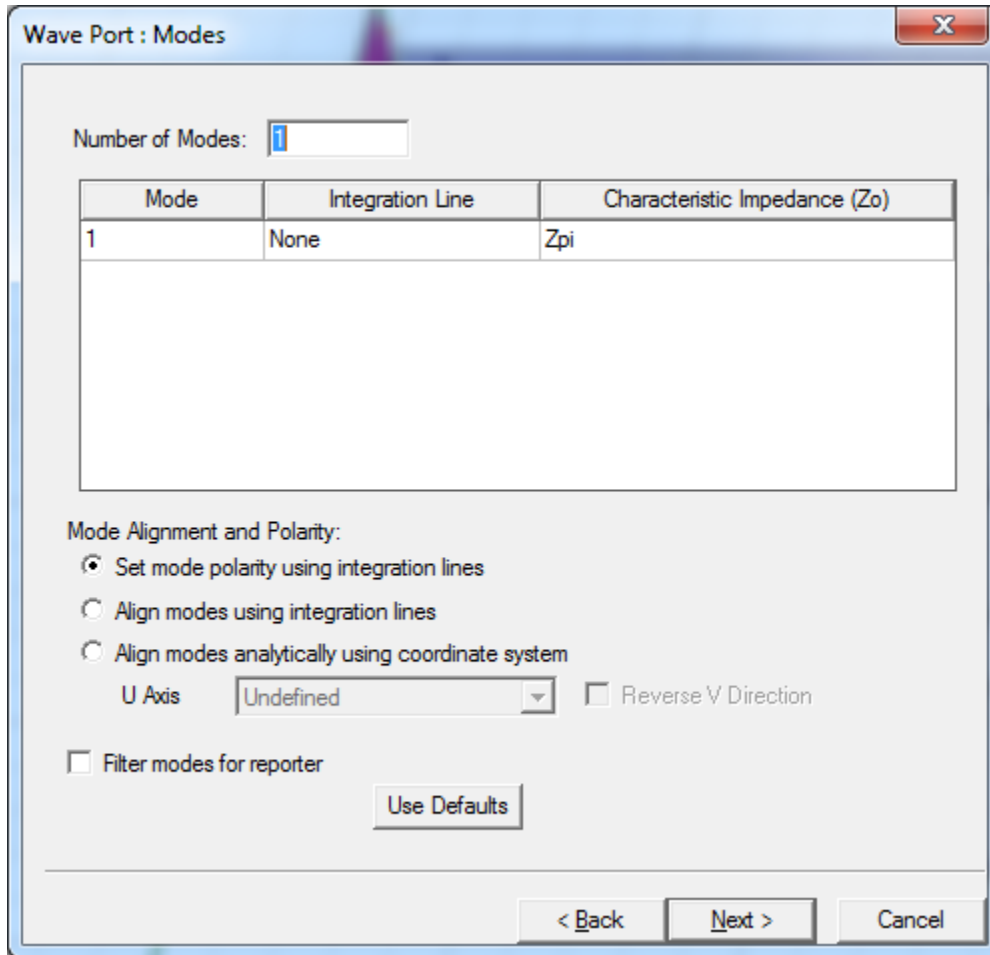 Wave Port : Modes
Number of Modes: 1
Mode Integration Line Characteristic Impedance (Zo)
1 None Zpi
Mode Alignment and Polarity:
Set mode polarity using integration lines
Align modes using integration lines
Align modes analytically using coordinate system
U Axis Undefined Reverse V Direction
Filter modes for reporter
Use Defaults
< Back Next > Cancel